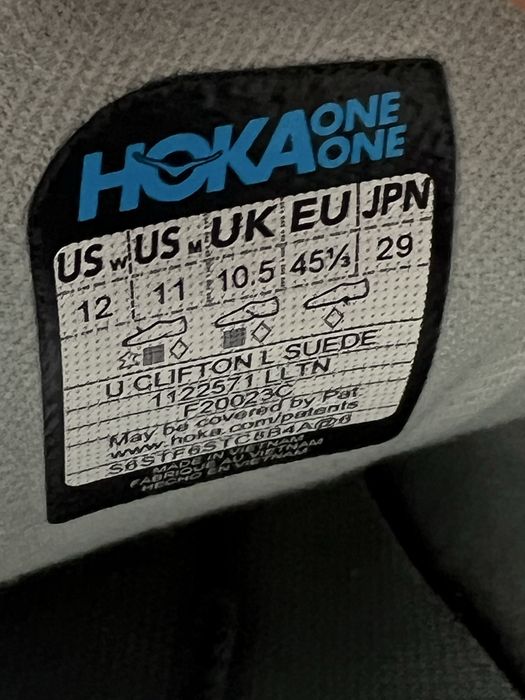 HOKA ONE ONE
US W US M UK EU JPN
12 11 10.5 45⅓ 29
U CLIFTON L SUEDE
1122571 LLTN
F20023C
May be covered by Pat
www.hoka.com/patents
MADE IN VIETNAM
FABRIQUE AU VIETNAM
HECHO EN VIETNAM